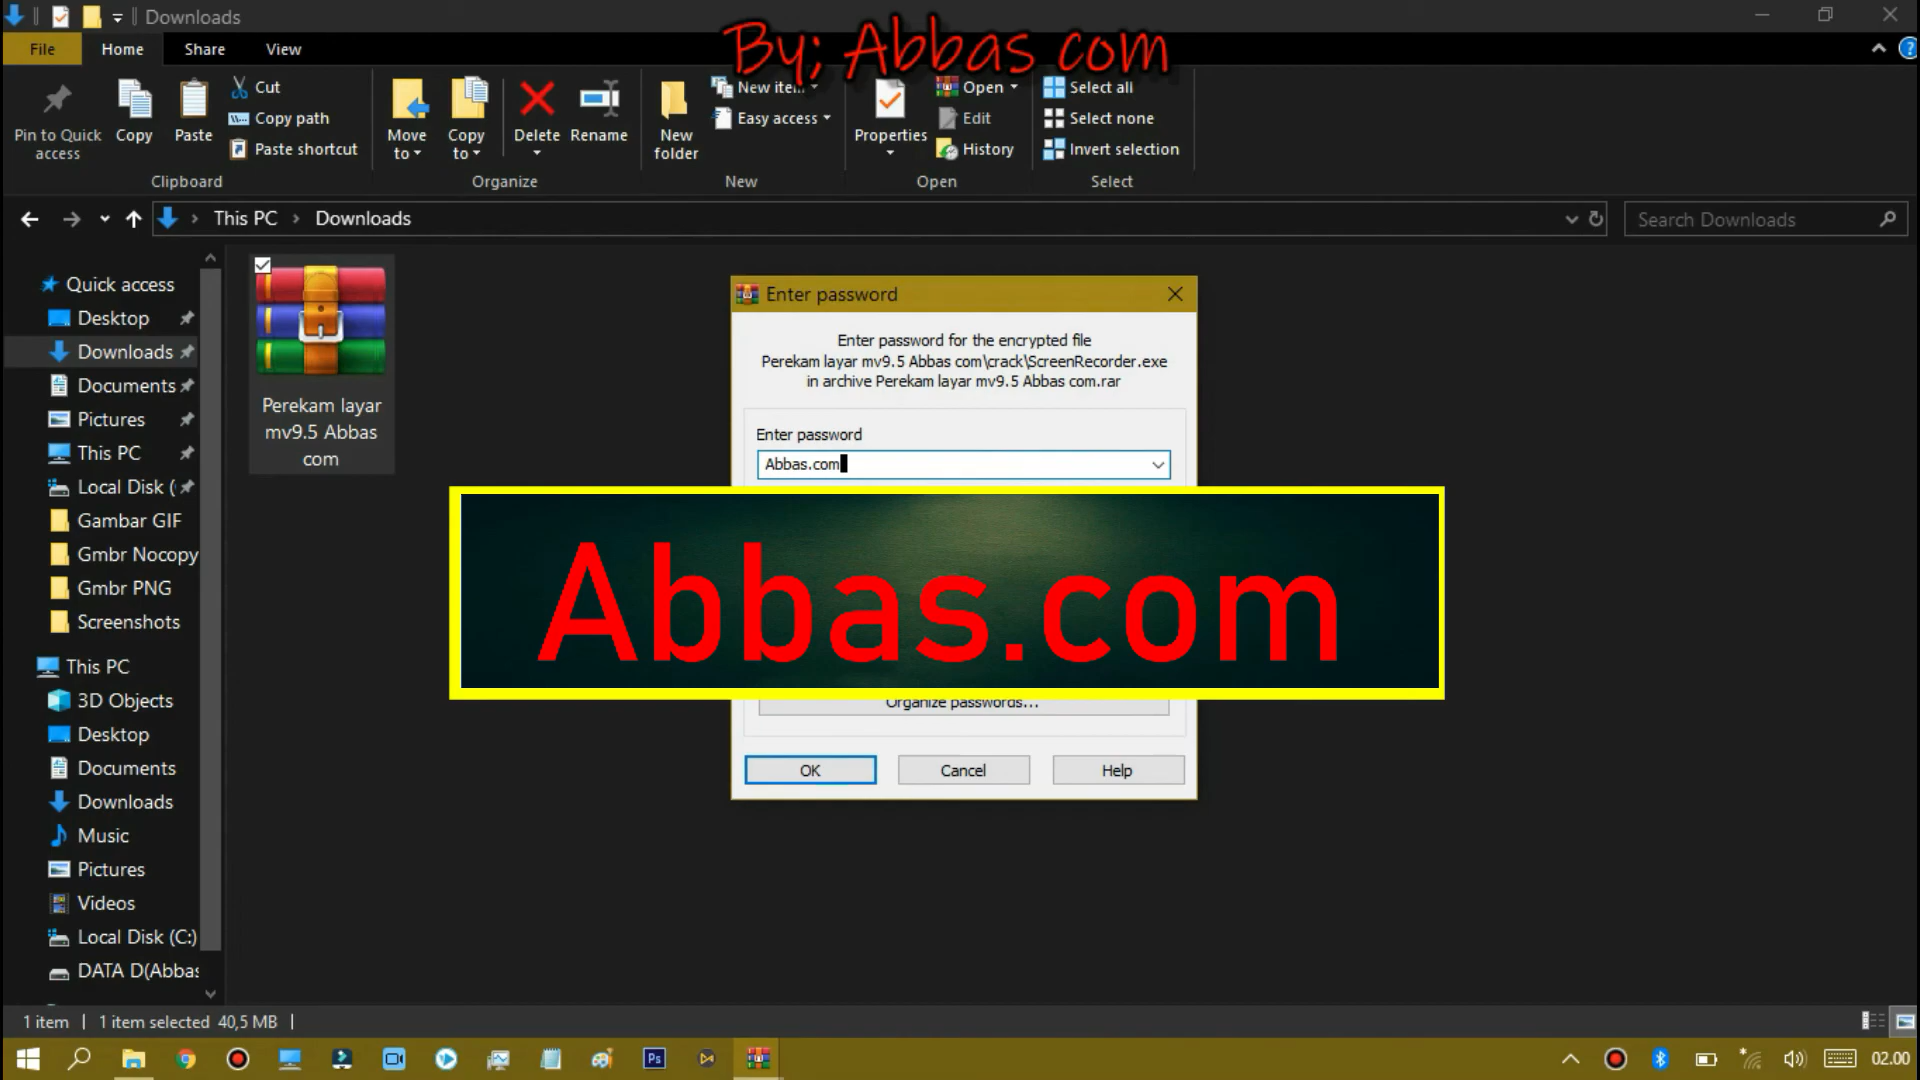 Downloads
By; Abbas com
File
Home
Share
View
Pin to Quick access
Copy
Paste
Cut
Copy path
Paste shortcut
Clipboard
Move to
Copy to
Delete
Rename
Organize
New folder
Easy access
New
Properties
Open
Edit
History
Open
Select all
Select none
Invert selection
Select
This PC > Downloads
Search Downloads
Quick access
Desktop
Downloads
Documents
Pictures
This PC
Local Disk (
Gambar GIF
Gmbr Nocopy
Gmbr PNG
Screenshots
This PC
3D Objects
Desktop
Documents
Downloads
Music
Pictures
Videos
Local Disk (C:)
DATA D(Abbas
Perekam layar
mv9.5 Abbas
com
Enter password
Enter password for the encrypted file
Perekam layar mv9.5 Abbas com\crack\ScreenRecorder.exe
in archive Perekam layar mv9.5 Abbas com.rar
Enter password
Abbas.com
Abbas.com
Organize passwords...
OK
Cancel
Help
1 item
1 item selected 40,5 MB
Ps
02.00